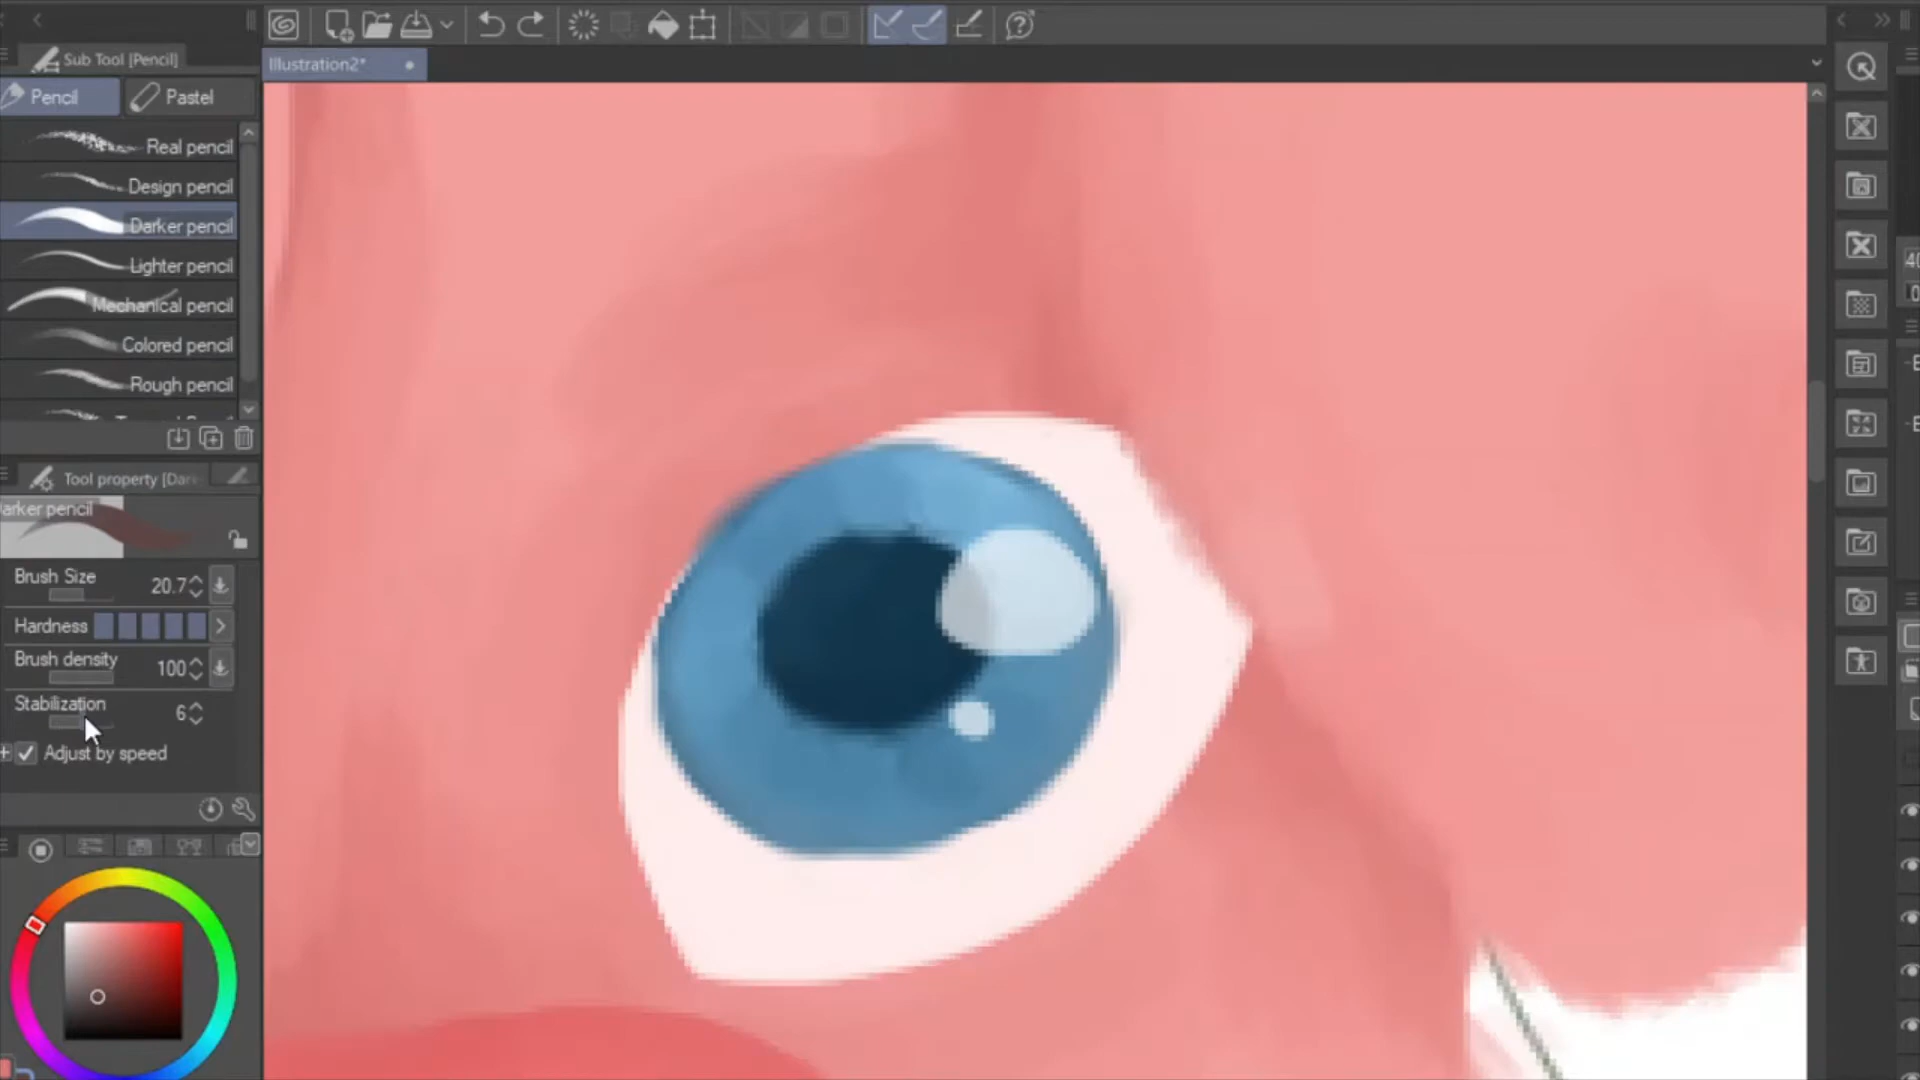 Sub Tool [Pencil]
Illustration2*
Pencil
Pastel
Real pencil
Design pencil
Darker pencil
Lighter pencil
Mechanical pencil
Colored pencil
Rough pencil
Tool property [Dar
arker pencil
Brush Size 20.7
Hardness
Brush density 100
Stabilization 6
Adjust by speed
40
0